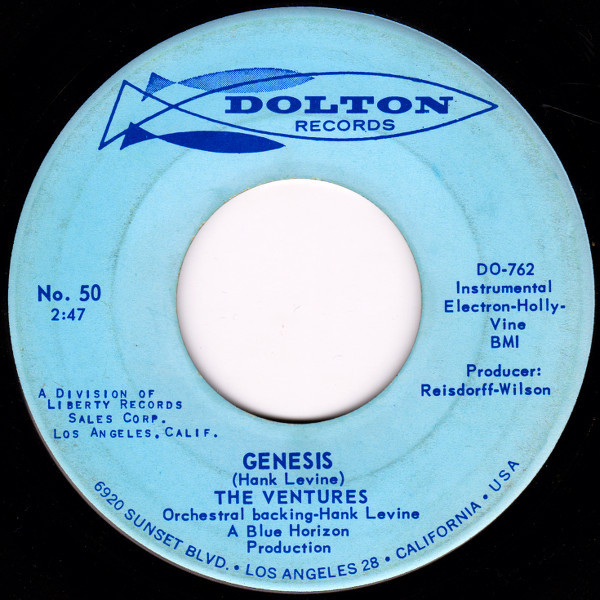 DOLTON
RECORDS
No. 50
2:47
DO-762
Instrumental
Electron-Holly-
Vine
BMI
Producer:
Reisdorff-Wilson
A Division of
Liberty Records
Sales Corp.
Los Angeles, Calif.
GENESIS
(Hank Levine)
THE VENTURES
Orchestral backing-Hank Levine
A Blue Horizon
Production
6920 SUNSET BLVD. • LOS ANGELES 28 • CALIFORNIA • USA